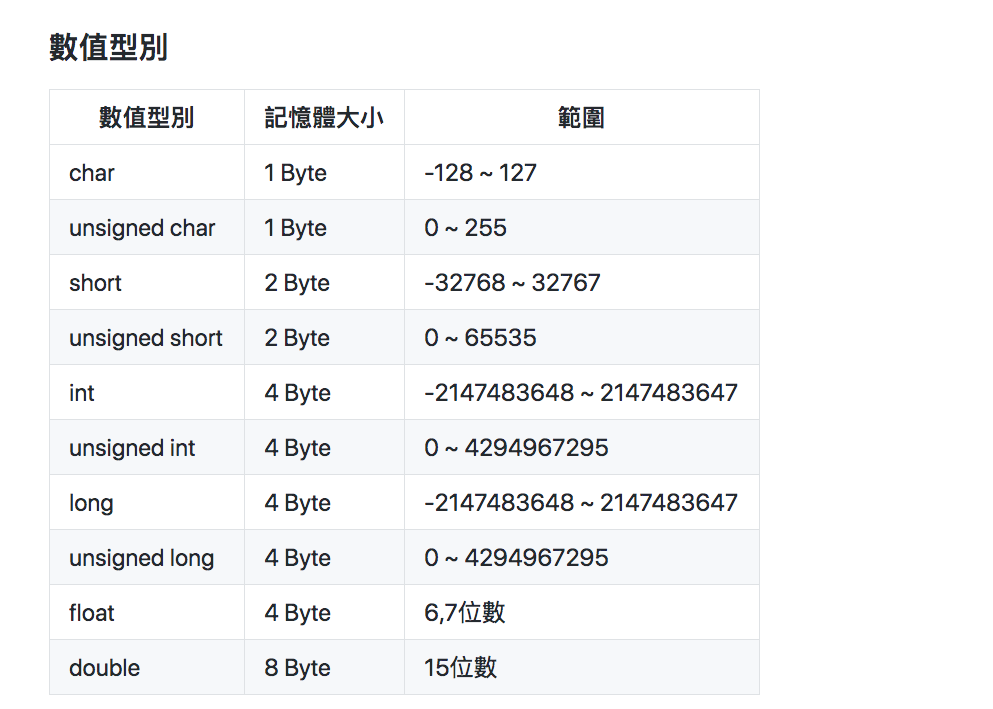 數值型別
數值型別 記憶體大小 範圍
char 1 Byte -128 ~ 127
unsigned char 1 Byte 0 ~ 255
short 2 Byte -32768 ~ 32767
unsigned short 2 Byte 0 ~ 65535
int 4 Byte -2147483648 ~ 2147483647
unsigned int 4 Byte 0 ~ 4294967295
long 4 Byte -2147483648 ~ 2147483647
unsigned long 4 Byte 0 ~ 4294967295
float 4 Byte 6,7位數
double 8 Byte 15位數